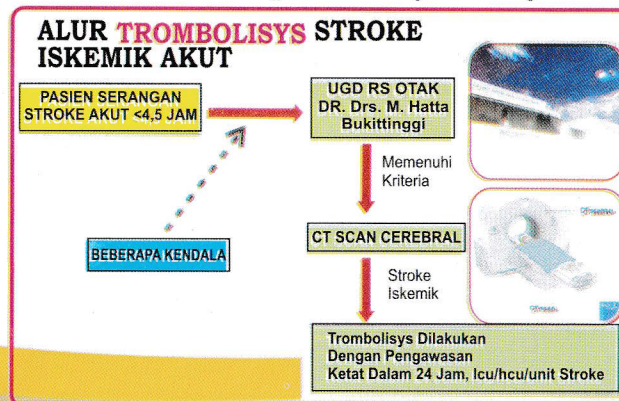 ALUR TROMBOLISYS STROKE
ISKEMIK AKUT
PASIEN SERANGAN
STROKE AKUT <4,5 JAM
UGD RS OTAK
DR. Drs. M. Hatta
Bukittinggi
Memenuhi
Kriteria
BEBERAPA KENDALA
CT SCAN CEREBRAL
Stroke
Iskemik
Trombolisys Dilakukan
Dengan Pengawasan
Ketat Dalam 24 Jam, Icu/hcu/unit Stroke